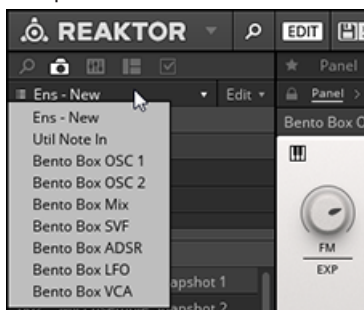 REAKTOR
EDIT
Panel
Ens - New
Edit
Panel >
Ens - New
Util Note In
Bento Box OSC 1
Bento Box OSC 2
Bento Box Mix
Bento Box SVF
Bento Box ADSR
Bento Box LFO
Bento Box VCA
Bento Box
FM
EXP
1
2